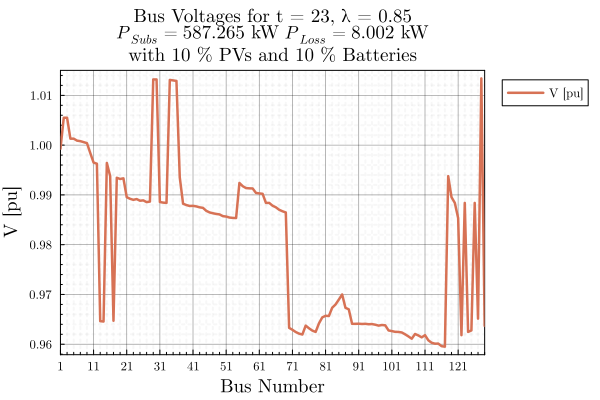 Bus Voltages for t = 23, λ = 0.85
P_Subs = 587.265 kW P_Loss = 8.002 kW
with 10 % PVs and 10 % Batteries
V [pu]
1.01
1.00
0.99
0.98
0.97
0.96
V [pu]
1 11 21 31 41 51 61 71 81 91 101 111 121
Bus Number